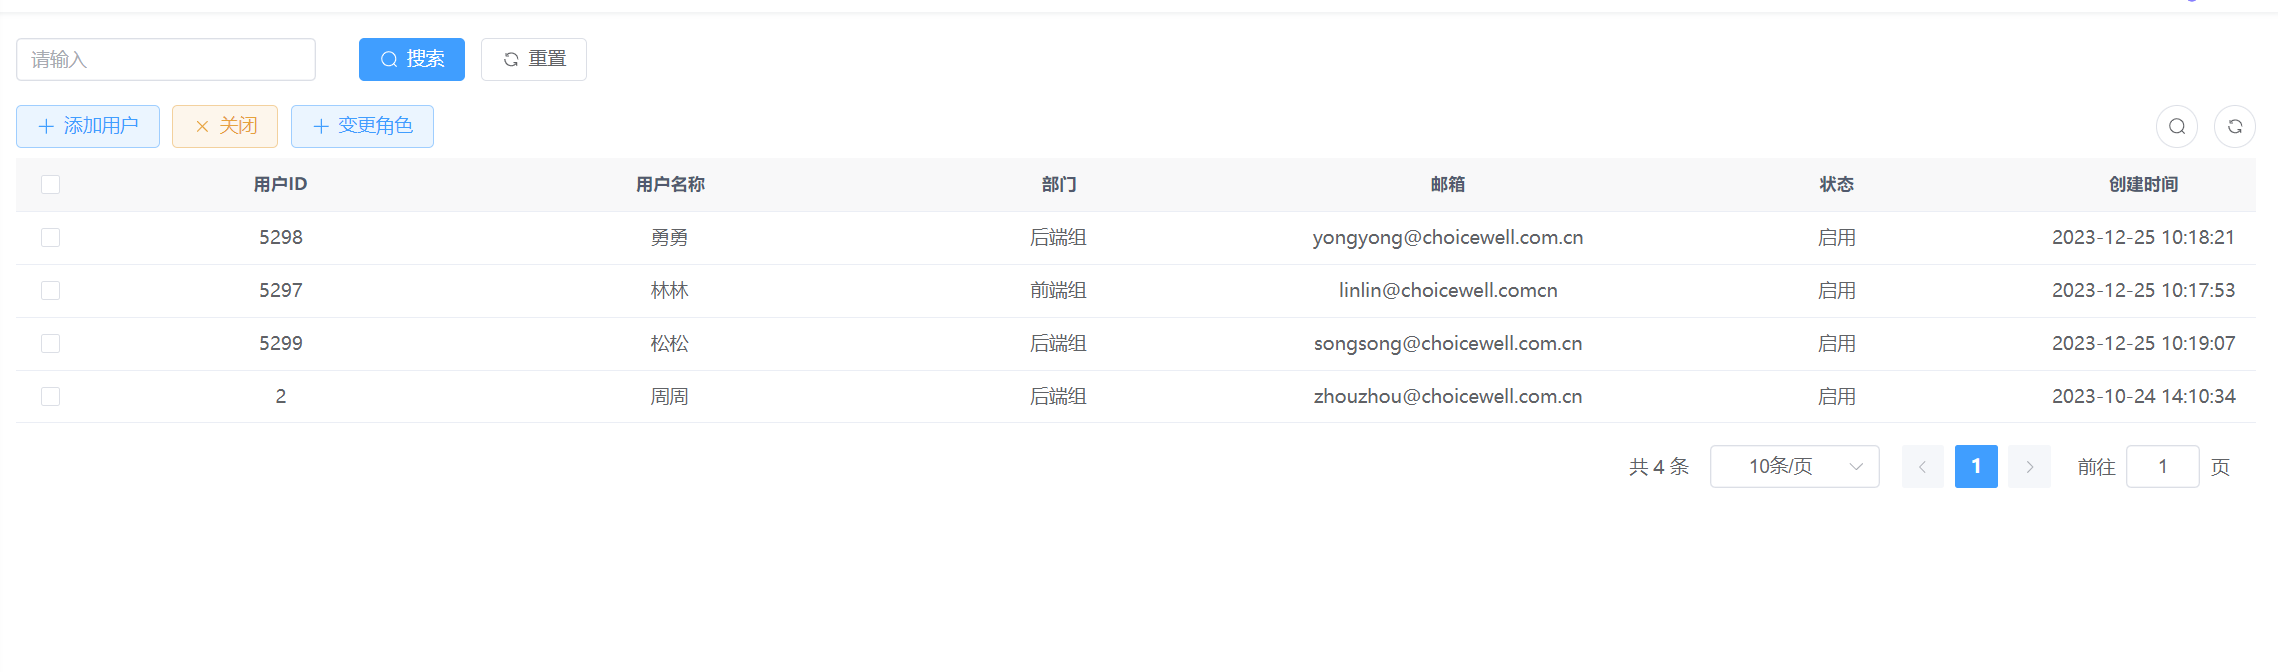 请输入 搜索 重置
添加用户 关闭 变更角色
用户ID 用户名称 部门 邮箱 状态 创建时间
5298 勇勇 后端组 yongyong@choicewell.com.cn 启用 2023-12-25 10:18:21
5297 林林 前端组 linlin@choicewell.comcn 启用 2023-12-25 10:17:53
5299 松松 后端组 songsong@choicewell.com.cn 启用 2023-12-25 10:19:07
2 周周 后端组 zhouzhou@choicewell.com.cn 启用 2023-10-24 14:10:34
共 4 条 10条/页 1 前往 1 页